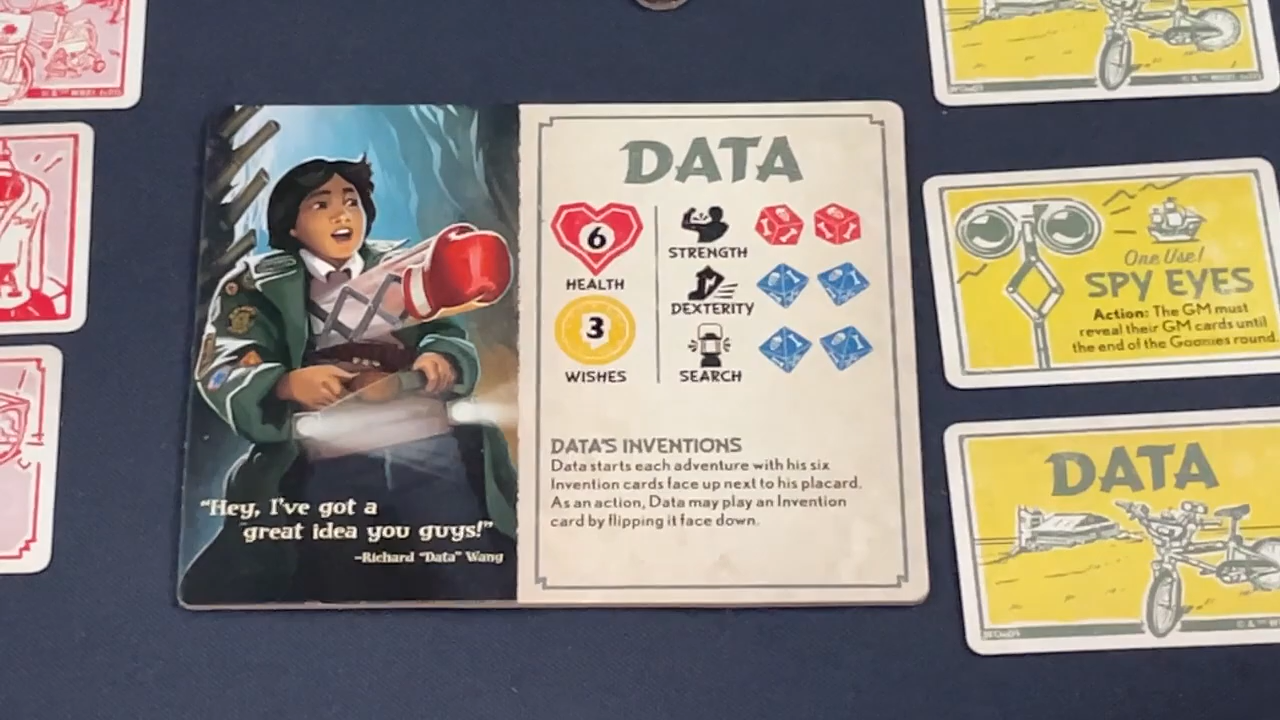 DATA
6
HEALTH
3
WISHES
STRENGTH
DEXTERITY
SEARCH
DATA'S INVENTIONS
Data starts each adventure with his six
Invention cards face up next to his placard.
As an action, Data may play an Invention
card by flipping it face down.
"Hey, I've got a
great idea you guys!"
-Richard "Data" Wang
One Use!
SPY EYES
Action: The GM must
reveal their GM cards until
the end of the Goonies round.
DATA